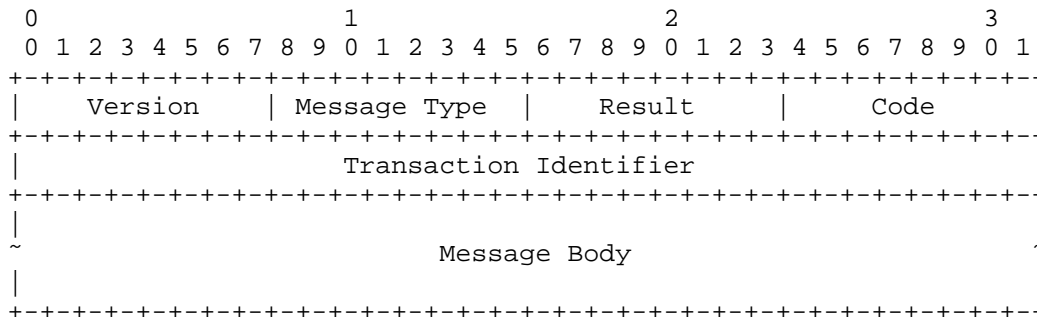 0                   1                   2                   3
 0 1 2 3 4 5 6 7 8 9 0 1 2 3 4 5 6 7 8 9 0 1 2 3 4 5 6 7 8 9 0 1
+-+-+-+-+-+-+-+-+-+-+-+-+-+-+-+-+-+-+-+-+-+-+-+-+-+-+-+-+-+-+-+-
|    Version    | Message Type  |    Result     |     Code
+-+-+-+-+-+-+-+-+-+-+-+-+-+-+-+-+-+-+-+-+-+-+-+-+-+-+-+-+-+-+-+-
|                    Transaction Identifier
+-+-+-+-+-+-+-+-+-+-+-+-+-+-+-+-+-+-+-+-+-+-+-+-+-+-+-+-+-+-+-+-
|
~                          Message Body                         ~
|
+-+-+-+-+-+-+-+-+-+-+-+-+-+-+-+-+-+-+-+-+-+-+-+-+-+-+-+-+-+-+-+-